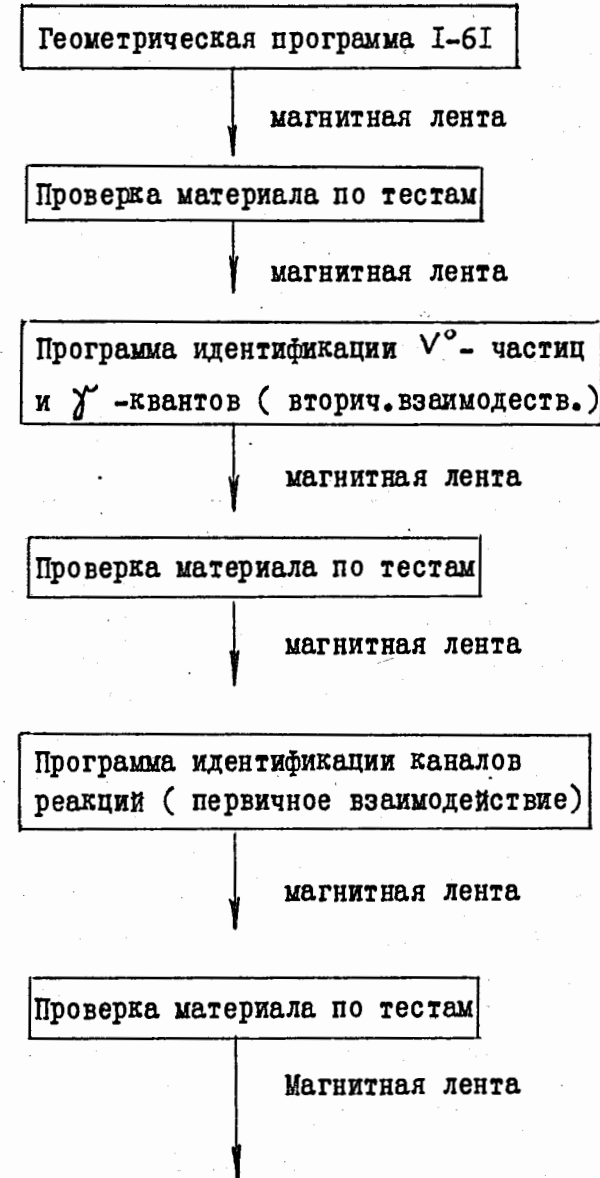 Геометрическая программа I-6I
магнитная лента
Проверка материала по тестам
магнитная лента
Программа идентификации V°- частиц
и γ -квантов ( вторич.взаимодеств.)
магнитная лента
Проверка материала по тестам
магнитная лента
Программа идентификации каналов
реакций ( первичное взаимодействие)
магнитная лента
Проверка материала по тестам
Магнитная лента